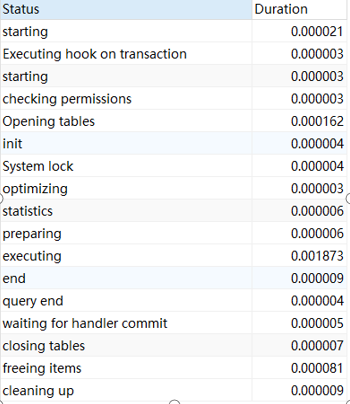 Status Duration
starting 0.000021
Executing hook on transaction 0.000003
starting 0.000003
checking permissions 0.000003
Opening tables 0.000162
init 0.000004
System lock 0.000004
optimizing 0.000003
statistics 0.000006
preparing 0.000006
executing 0.001873
end 0.000009
query end 0.000004
waiting for handler commit 0.000005
closing tables 0.000007
freeing items 0.000081
cleaning up 0.000009